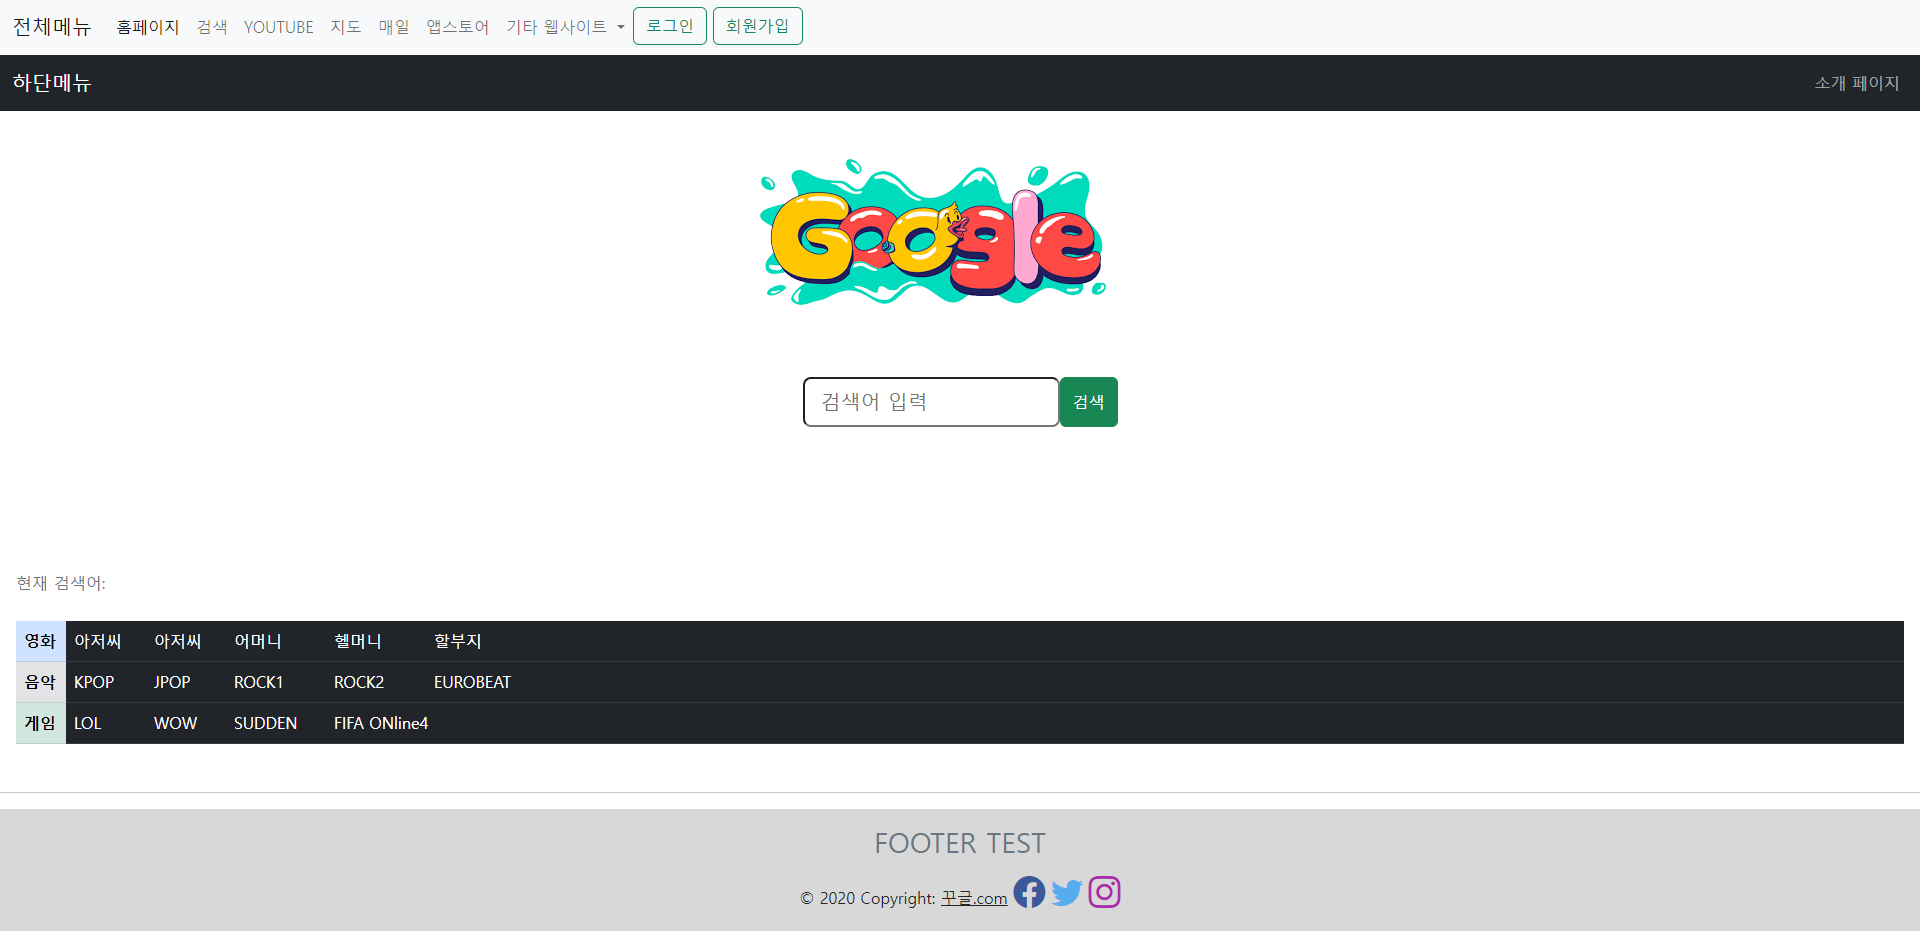 전체메뉴 홈페이지 검색 YOUTUBE 지도 매일 앱스토어 기타 웹사이트 로그인 회원가입
하단메뉴 소개 페이지
Google
검색어 입력 검색
현재 검색어:
영화 아저씨 아저씨 어머니 헬머니 할부지
음악 KPOP JPOP ROCK1 ROCK2 EUROBEAT
게임 LOL WOW SUDDEN FIFA ONline4
FOOTER TEST
© 2020 Copyright: 꾸글.com